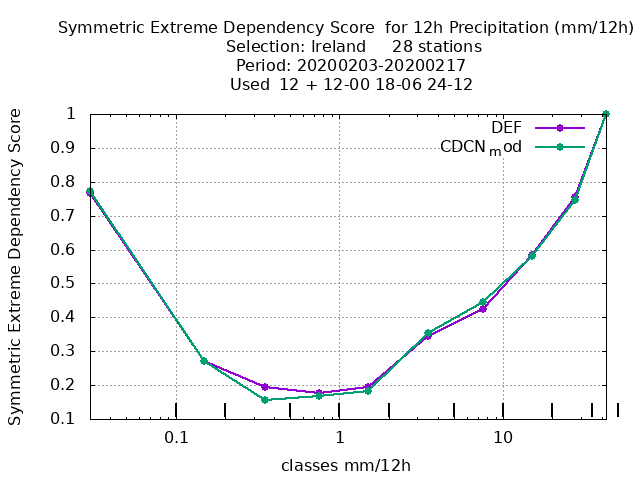 Symmetric Extreme Dependency Score  for 12h Precipitation (mm/12h)
Selection: Ireland     28 stations
Period: 20200203-20200217
Used  12 + 12-00 18-06 24-12
Symmetric Extreme Dependency Score
1
0.9
0.8
0.7
0.6
0.5
0.4
0.3
0.2
0.1
DEF
CDCNmod
0.1
1
10
classes mm/12h